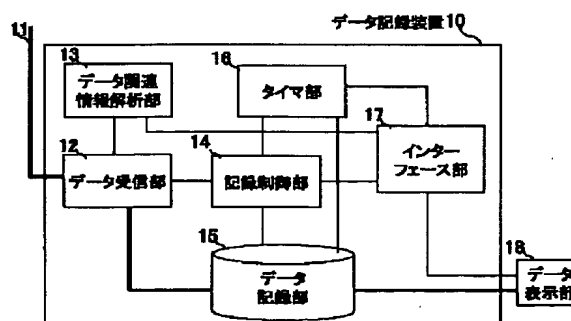 11
データ記録装置10
13
データ関連
情報解析部
16
タイマ部
17
インター
フェース部
12
データ受信部
14
記録制御部
15
データ
記録部
18
データ
表示部